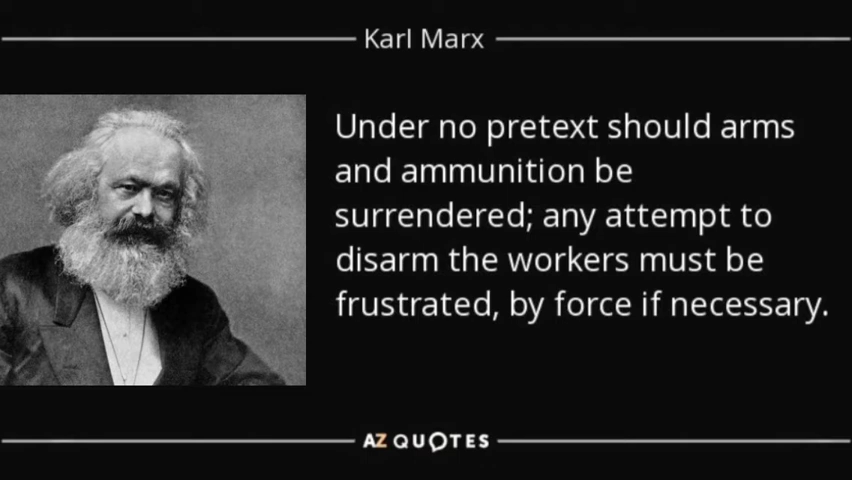 Karl Marx
Under no pretext should arms
and ammunition be
surrendered; any attempt to
disarm the workers must be
frustrated, by force if necessary.
AZ QUOTES